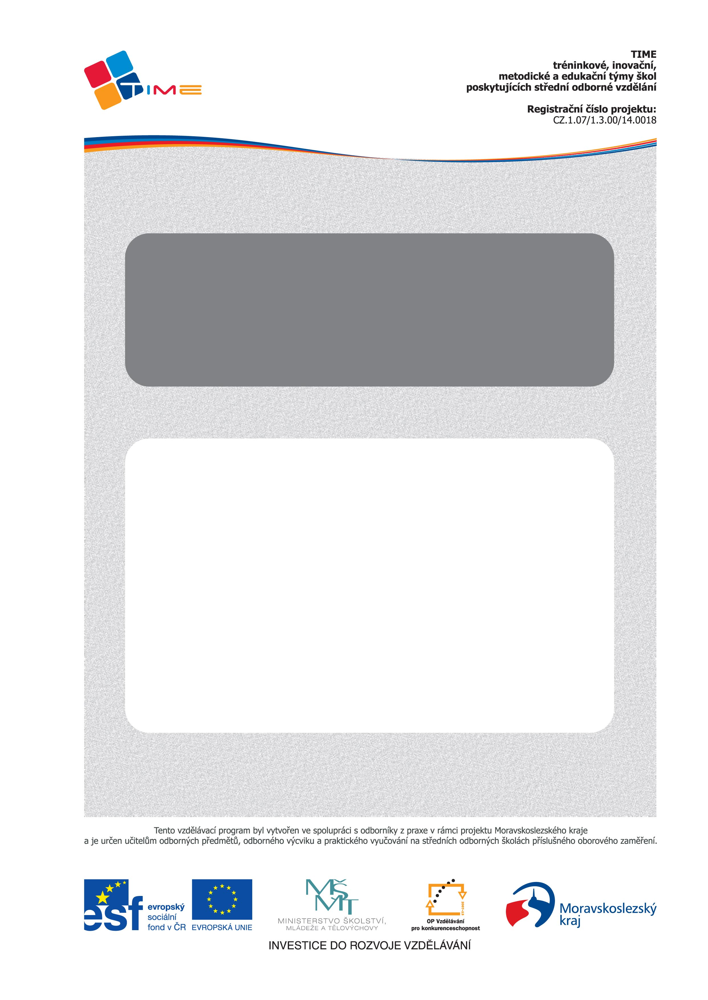 TIME
TIME
tréninkové, inovační,
metodické a edukační týmy škol
poskytujících střední odborné vzdělání
Registrační číslo projektu:
CZ.1.07/1.3.00/14.0018
Tento vzdělávací program byl vytvořen ve spolupráci s odborníky z praxe v rámci projektu Moravskoslezského kraje
a je určen učitelům odborných předmětů, odborného výcviku a praktického vyučování na středních odborných školách příslušného oborového zaměření.
esf
evropský
sociální
fond v ČR
EVROPSKÁ UNIE
MŠ
MT
MINISTERSTVO ŠKOLSTVÍ,
MLÁDEŽE A TĚLOVÝCHOVY
2007-13
OP Vzdělávání
pro konkurenceschopnost
Moravskoslezský
kraj
INVESTICE DO ROZVOJE VZDĚLÁVÁNÍ